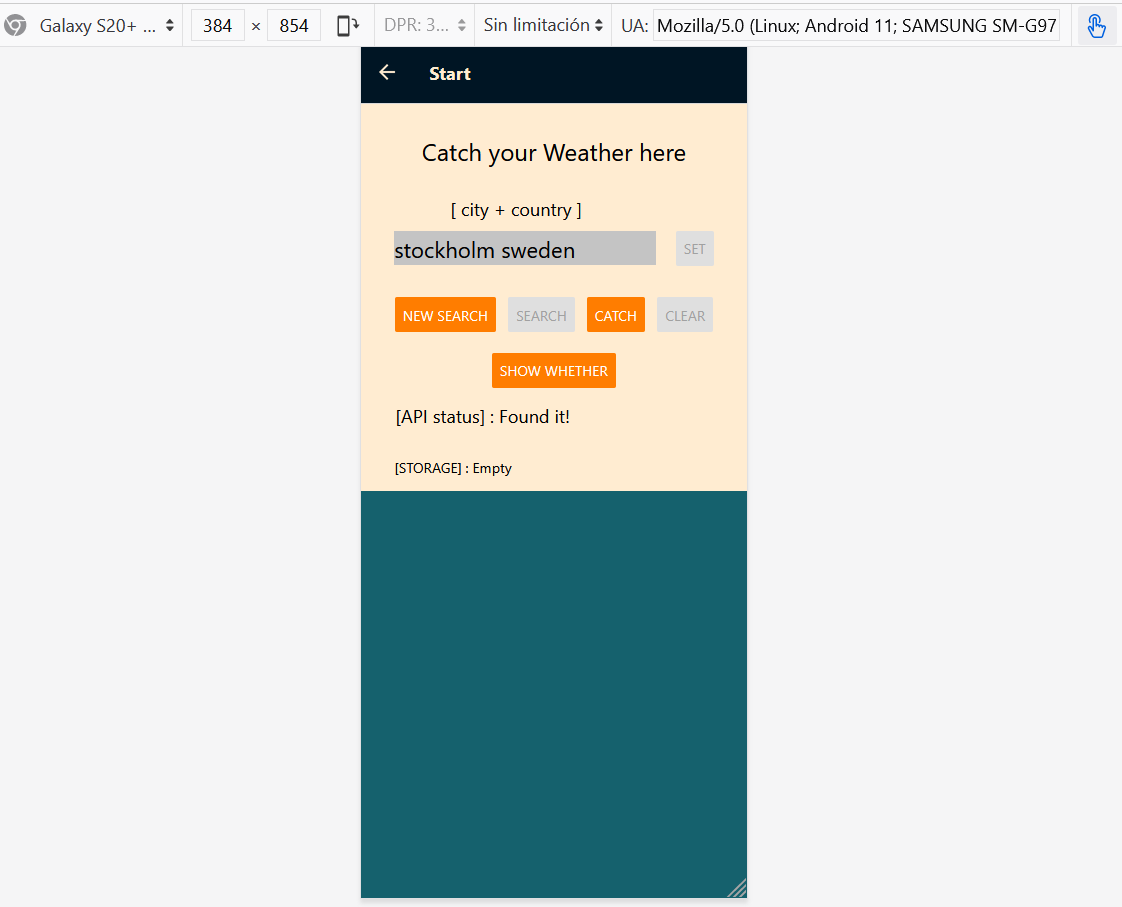 Galaxy S20+ ... 384 × 854 DPR: 3... Sin limitación UA: Mozilla/5.0 (Linux; Android 11; SAMSUNG SM-G97
Start
Catch your Weather here
[ city + country ]
stockholm sweden SET
NEW SEARCH SEARCH CATCH CLEAR
SHOW WHETHER
[API status] : Found it!
[STORAGE] : Empty